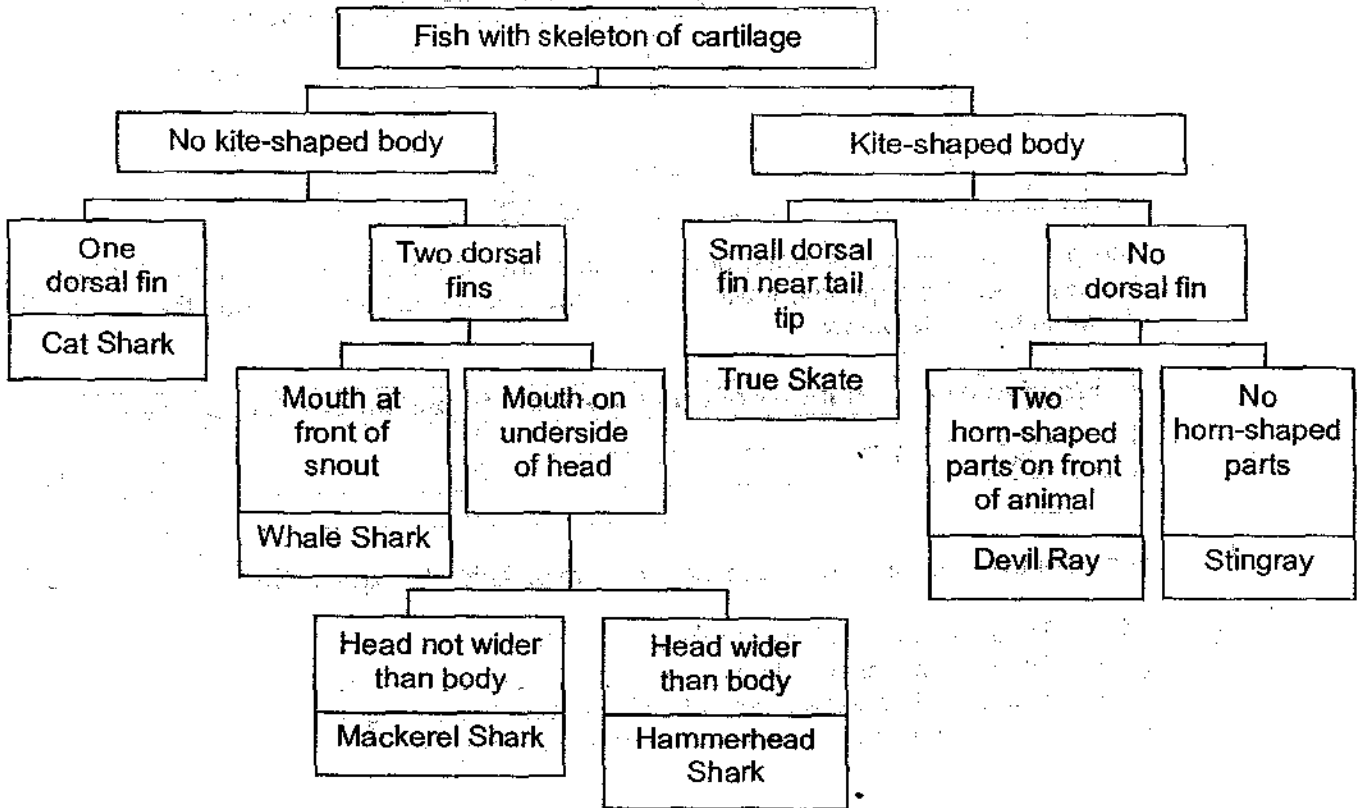 Fish with skeleton of cartilage
No kite-shaped body
Kite-shaped body
One
dorsal fin
Cat Shark
Two dorsal
fins
Small dorsal
fin near tail
tip
True Skate
No
dorsal fin
Mouth at
front of
snout
Whale Shark
Mouth on
underside
of head
Two
horn-shaped
parts on front
of animal
Devil Ray
No
horn-shaped
parts
Stingray
Head not wider
than body
Mackerel Shark
Head wider
than body
Hammerhead
Shark